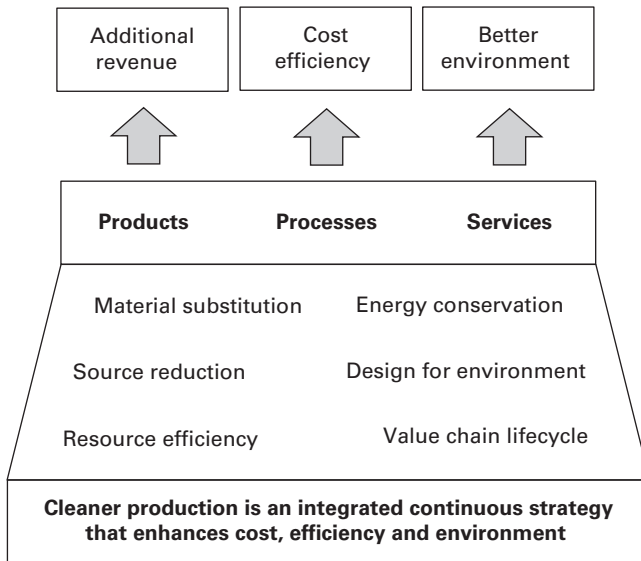 Additional
revenue
Cost
efficiency
Better
environment
Products
Processes
Services
Material substitution
Energy conservation
Source reduction
Design for environment
Resource efficiency
Value chain lifecycle
Cleaner production is an integrated continuous strategy
that enhances cost, efficiency and environment